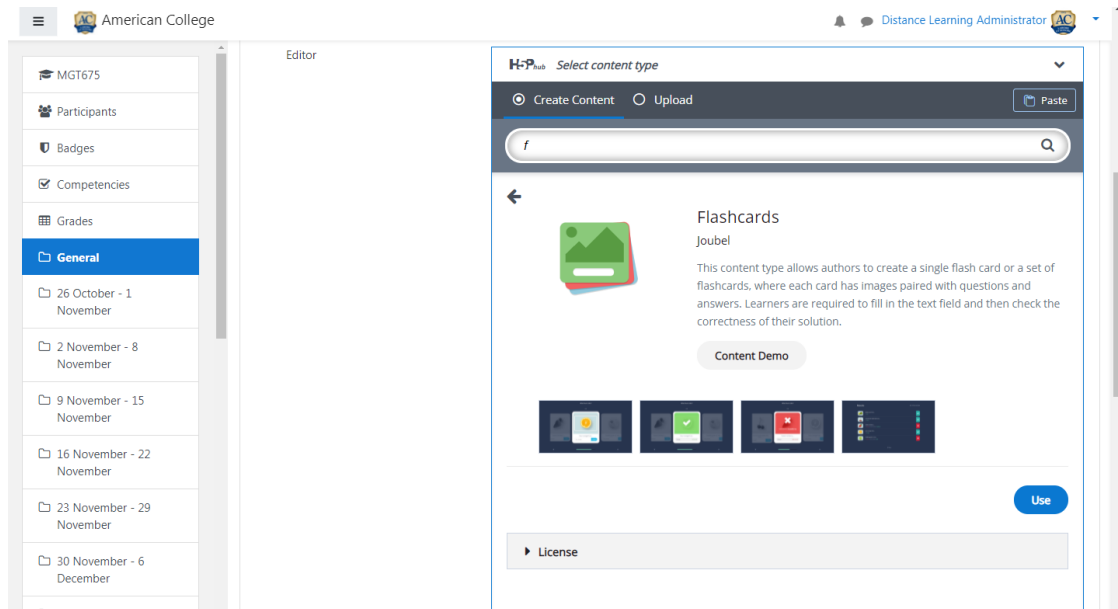 American College
Distance Learning Administrator
MGT675
Participants
Badges
Competencies
Grades
General
26 October - 1
November
2 November - 8
November
9 November - 15
November
16 November - 22
November
23 November - 29
November
30 November - 6
December
Editor
H5P hub Select content type
Create Content Upload
Paste
f
Flashcards
Joubel
This content type allows authors to create a single flash card or a set of
flashcards, where each card has images paired with questions and
answers. Learners are required to fill in the text field and then check the
correctness of their solution.
Content Demo
Use
License